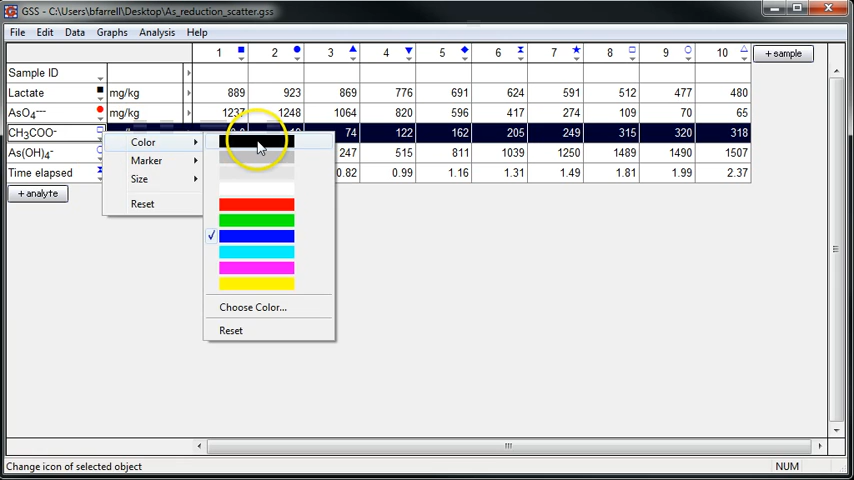 GSS - C:\Users\bfarrell\Desktop\As_reduction_scatter.gss
File Edit Data Graphs Analysis Help
1 2 3 4 5 6 7 8 9 10 + sample
Sample ID
Lactate mg/kg 889 923 869 776 691 624 591 512 477 480
AsO4--- mg/kg 1237 1248 1064 820 596 417 274 109 70 65
CH3COO- 74 122 162 205 249 315 320 318
As(OH)4- 247 515 811 1039 1250 1489 1490 1507
Time elapsed 0.82 0.99 1.16 1.31 1.49 1.81 1.99 2.37
+ analyte
Color
Marker
Size
Reset
Choose Color...
Reset
Change icon of selected object NUM